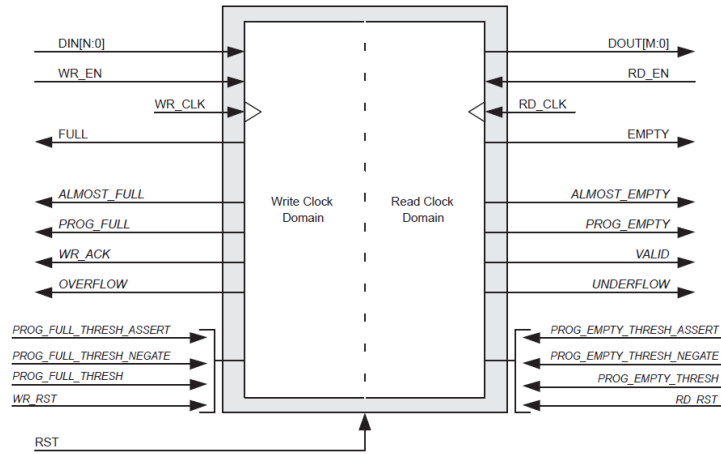 DIN[N:0]
DOUT[M:0]
WR_EN
RD_EN
WR_CLK
RD_CLK
FULL
EMPTY
ALMOST_FULL
Write Clock
Domain
Read Clock
Domain
ALMOST_EMPTY
PROG_FULL
PROG_EMPTY
WR_ACK
VALID
OVERFLOW
UNDERFLOW
PROG_FULL_THRESH_ASSERT
PROG_EMPTY_THRESH_ASSERT
PROG_FULL_THRESH_NEGATE
PROG_EMPTY_THRESH_NEGATE
PROG_FULL_THRESH
PROG_EMPTY_THRESH
WR_RST
RD_RST
RST